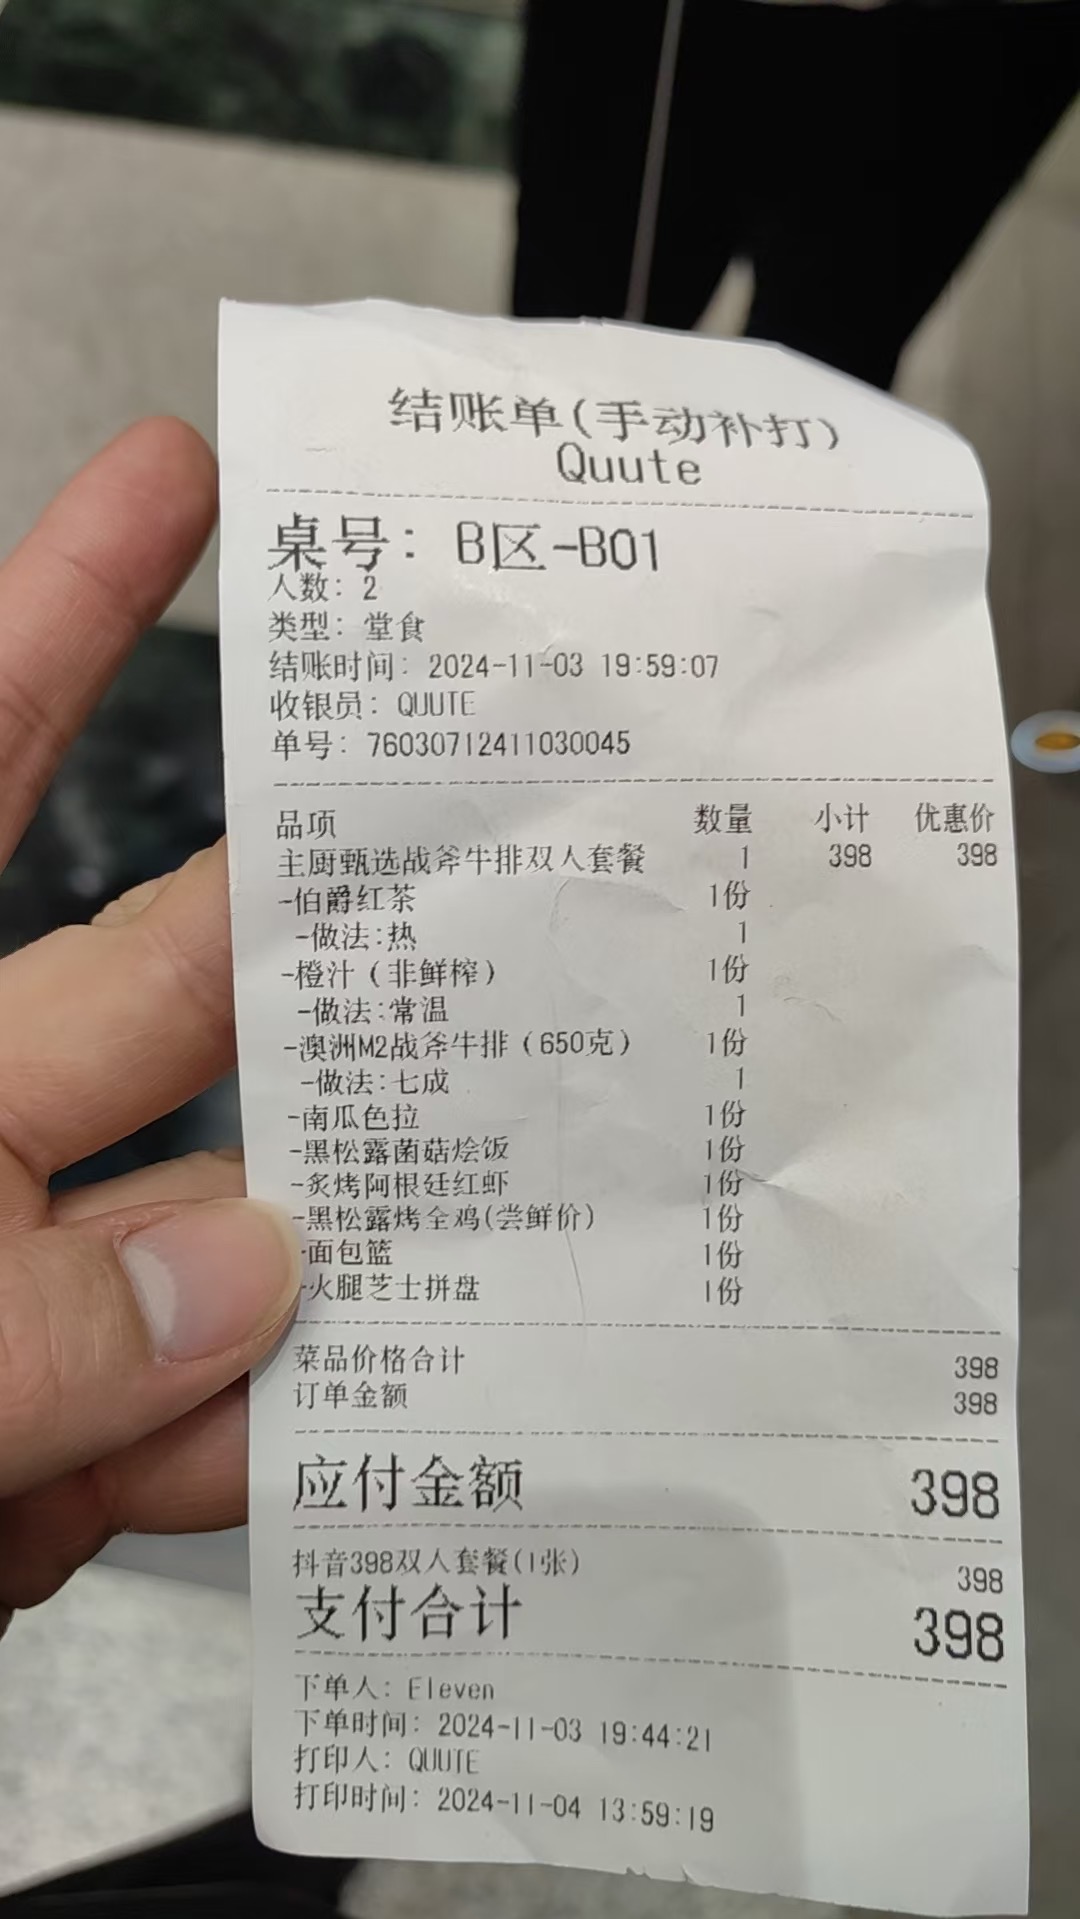 结账单(手动补打)
Quute
桌号: B区-B01
人数: 2
类型: 堂食
结账时间: 2024-11-03 19:59:07
收银员: QUUTE
单号: 76030712411030045
品项 数量 小计 优惠价
主厨甄选战斧牛排双人套餐 1 398 398
-伯爵红茶 1份
-做法:热 1
-橙汁(非鲜榨) 1份
-做法:常温 1
-澳洲M2战斧牛排(650克) 1份
-做法:七成 1
-南瓜色拉 1份
-黑松露菌菇烩饭 1份
-炙烤阿根廷红虾 1份
-黑松露烤全鸡(尝鲜价) 1份
-面包篮 1份
-火腿芝士拼盘 1份
菜品价格合计 398
订单金额 398
应付金额 398
抖音398双人套餐(1张) 398
支付合计 398
下单人: Eleven
下单时间: 2024-11-03 19:44:21
打印人: QUUTE
打印时间: 2024-11-04 13:59:19